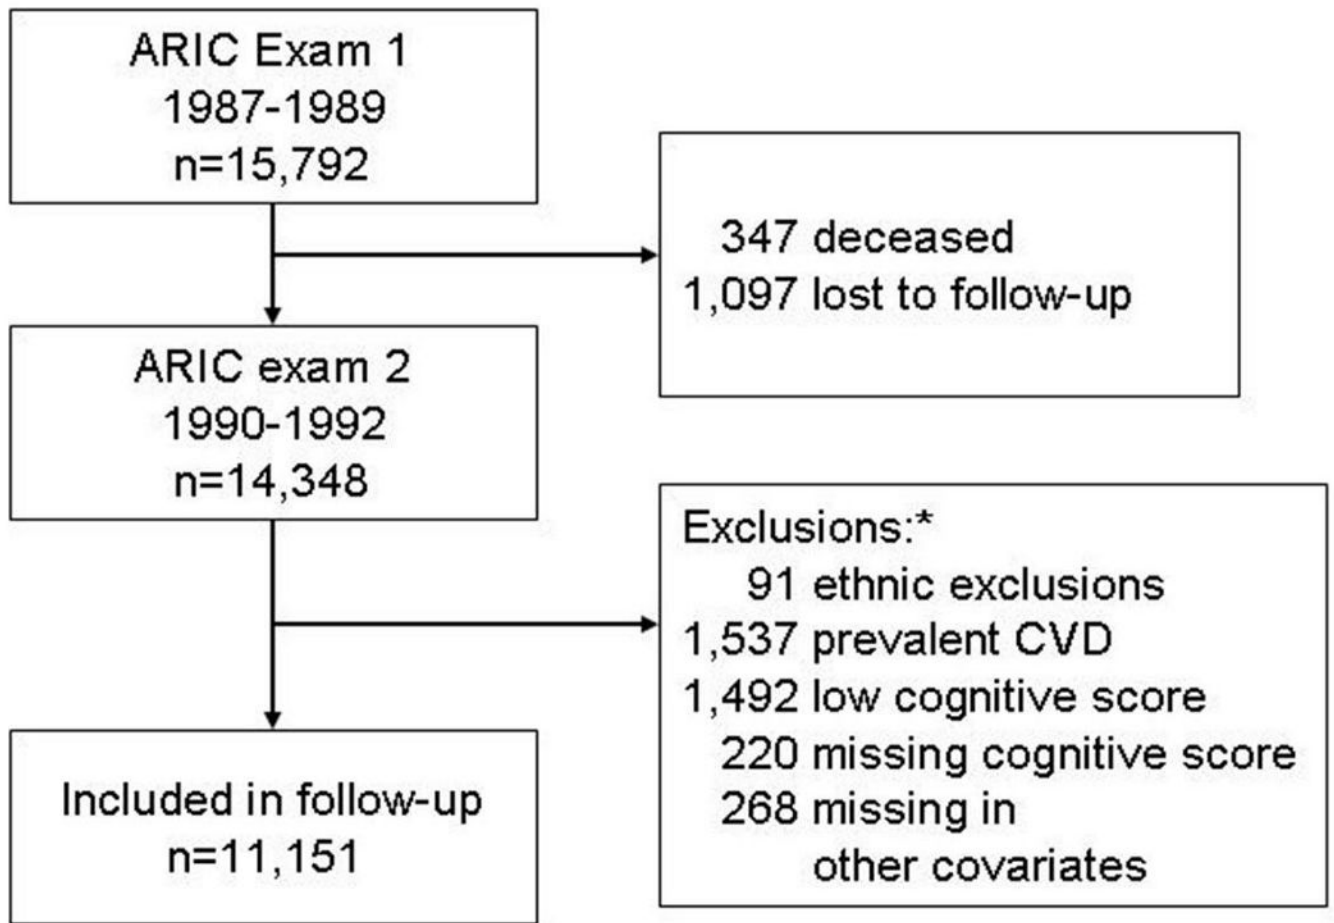 ARIC Exam 1
1987-1989
n=15,792
347 deceased
1,097 lost to follow-up
ARIC exam 2
1990-1992
n=14,348
Exclusions:*
91 ethnic exclusions
1,537 prevalent CVD
1,492 low cognitive score
220 missing cognitive score
268 missing in
other covariates
Included in follow-up
n=11,151